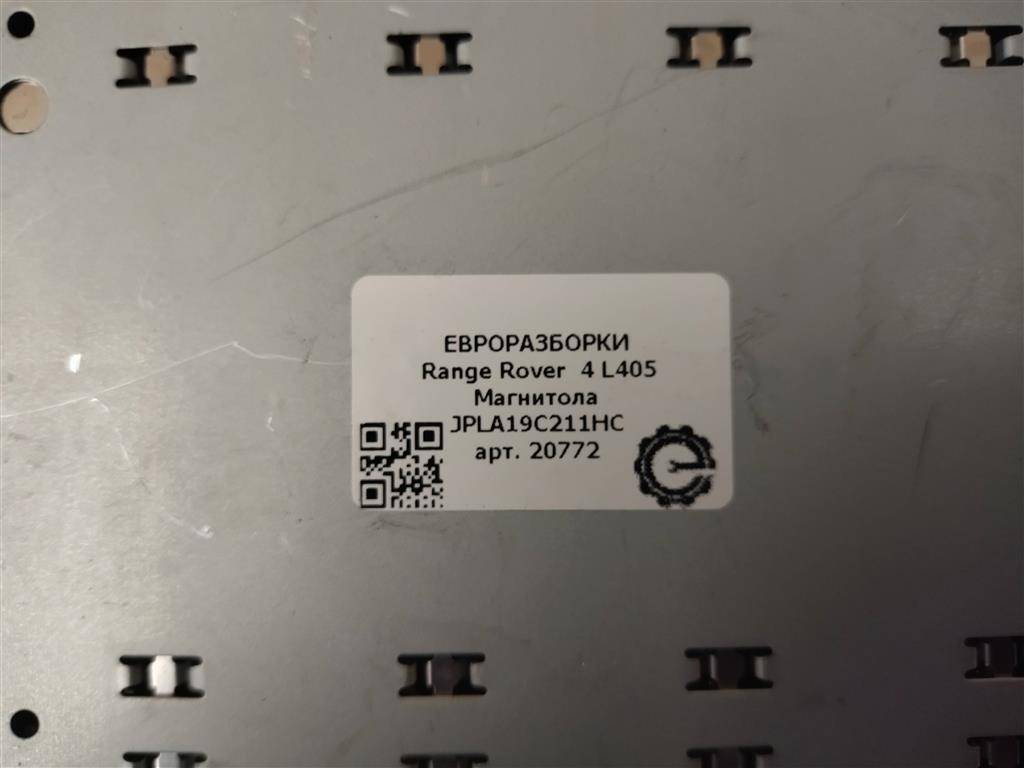 ЕВРОРАЗБОРКИ
Range Rover 4 L405
Магнитола
JPLA19C211HC
арт. 20772